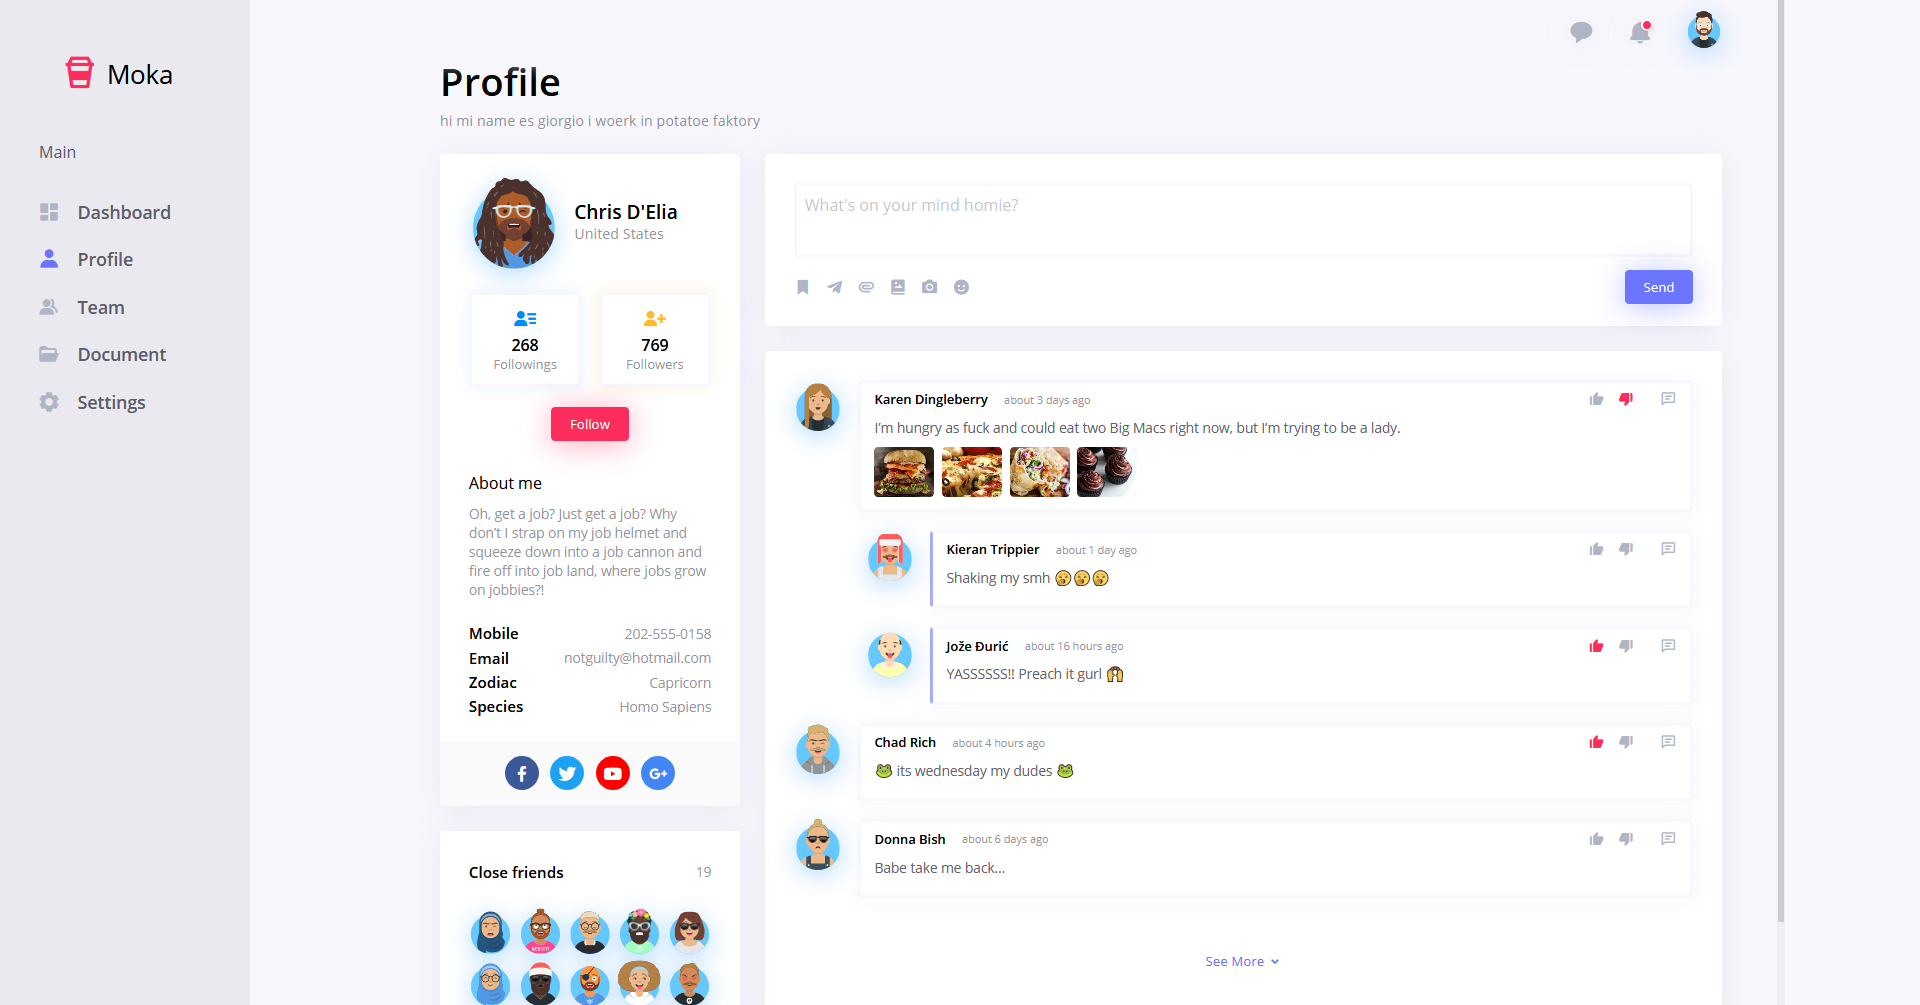 Moka
Main
Dashboard
Profile
Team
Document
Settings
Profile
hi mi name es giorgio i woerk in potatoe faktory
Chris D'Elia
United States
268
Followings
769
Followers
Follow
About me
Oh, get a job? Just get a job? Why
don't I strap on my job helmet and
squeeze down into a job cannon and
fire off into job land, where jobs grow
on jobbies?!
Mobile 202-555-0158
Email notguilty@hotmail.com
Zodiac Capricorn
Species Homo Sapiens
G+
Close friends 19
RESIST!
What's on your mind homie?
Send
Karen Dingleberry about 3 days ago
I'm hungry as fuck and could eat two Big Macs right now, but I'm trying to be a lady.
Kieran Trippier about 1 day ago
Shaking my smh 😵😵😵
Jože Đurić about 16 hours ago
YASSSSSS!! Preach it gurl 🙌
Chad Rich about 4 hours ago
🐸 its wednesday my dudes 🐸
Donna Bish about 6 days ago
Babe take me back...
See More